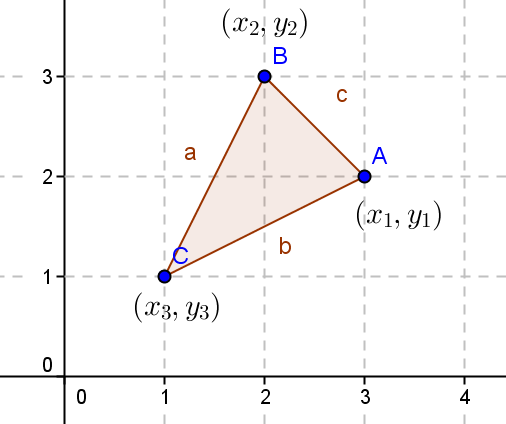 (x₂, y₂)
B
3
c
a
A
2
(x₁, y₁)
b
C
1
(x₃, y₃)
0
0 1 2 3 4